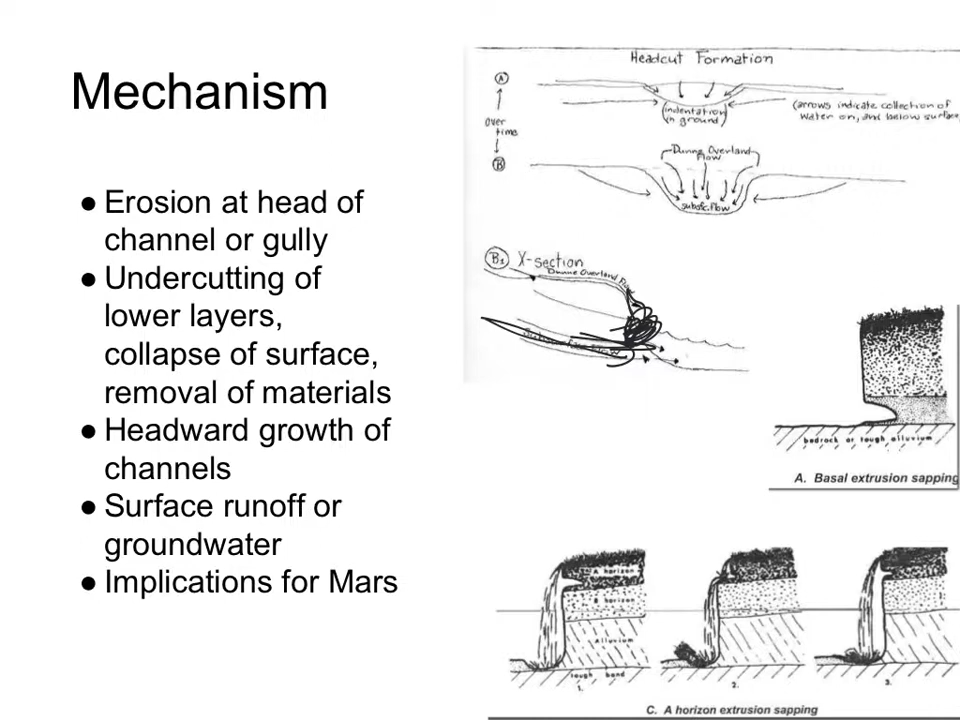 Mechanism
● Erosion at head of
channel or gully
● Undercutting of
lower layers,
collapse of surface,
removal of materials
● Headward growth of
channels
● Surface runoff or
groundwater
● Implications for Mars
Headcut Formation
A
over
time
B
(indentation
in ground)
(arrows indicate collection of
water on, and below surface
Dunne Overland
Flow
subsfc. flow
B1 X-section
Dunne Overland
bedrock or tough alluvium
A. Basal extrusion sapping
A horizon
B horizon
Alluvium
tough band
1.
2.
3.
C. A horizon extrusion sapping